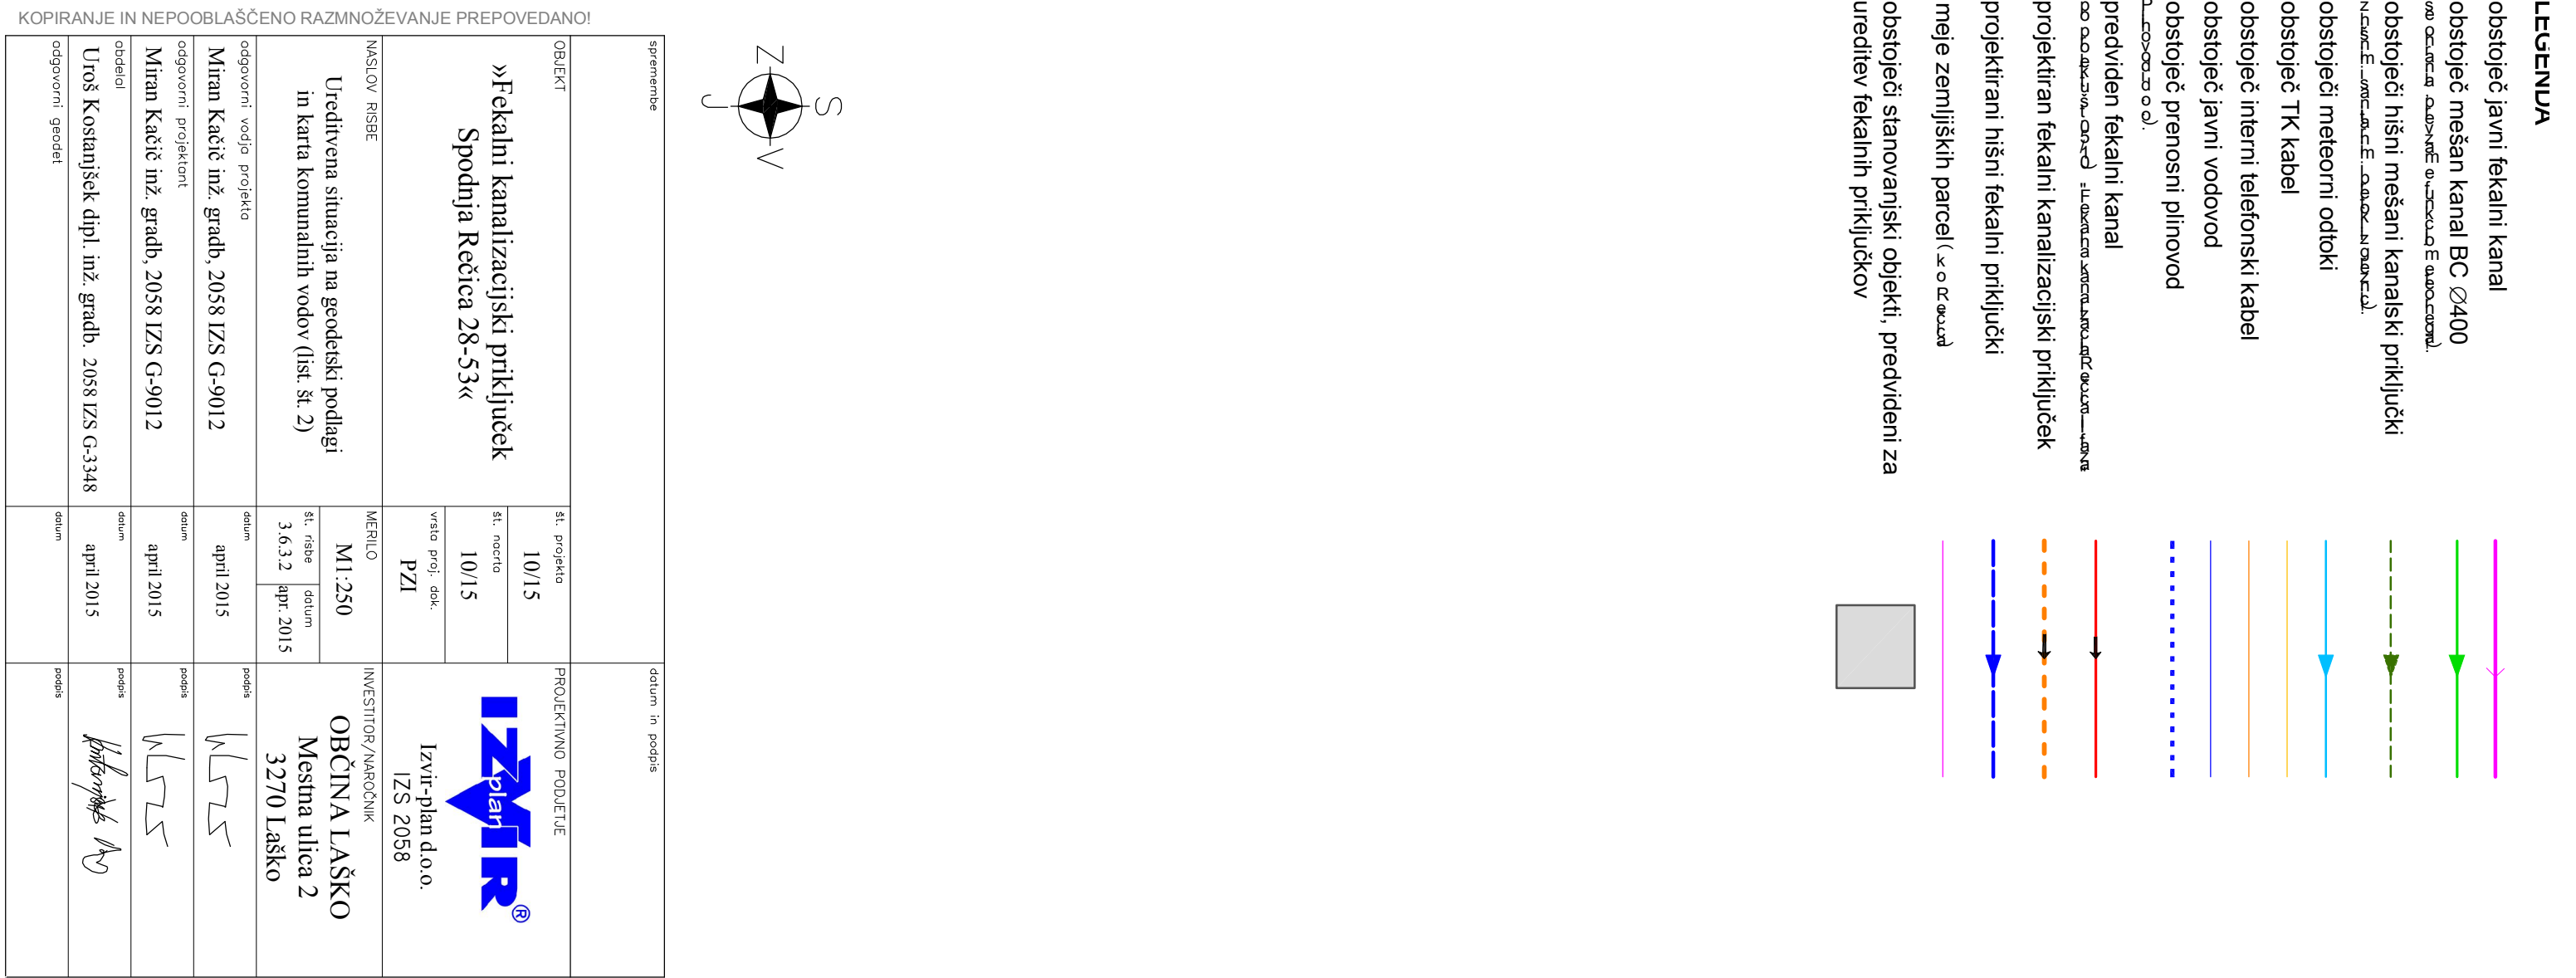 KOPIRANJE IN NEPOOBLAŠČENO RAZMNOŽEVANJE PREPOVEDANO!
LEGENDA
obstoječ javni fekalni kanal
obstoječ mešan kanal BC Ø400
obstoječi hišni mešani kanalski priključki
obstoječi meteorni odtoki
obstoječ TK kabel
obstoječ interni telefonski kabel
obstoječ javni vodovod
obstoječ prenosni plinovod
predviden fekalni kanal
projektiran fekalni kanalizacijski priključek
projektirani hišni fekalni priključki
meje zemljiških parcel
obstoječi stanovanjski objekti, predvideni za
ureditev fekalnih priključkov
S
Z
V
J
spremembe
datum in podpis
OBJEKT
»Fekalni kanalizacijski priključek
Spodnja Rečica 28-53«
št. projekta
10/15
št. nacrta
10/15
vrsta proj. dok.
PZI
PROJEKTIVNO PODJETJE
IZVIR®
plan
Izvir-plan d.o.o.
IZS 2058
NASLOV RISBE
Ureditvena situacija na geodetski podlagi
in karta komunalnih vodov (list. št. 2)
MERILO
M1:250
št. risbe
3.6.3.2
datum
apr. 2015
INVESTITOR/NAROČNIK
OBČINA LAŠKO
Mestna ulica 2
3270 Laško
odgovorni vodja projekta
Miran Kačič inž. gradb, 2058 IZS G-9012
datum
april 2015
podpis
odgovorni projektant
Miran Kačič inž. gradb, 2058 IZS G-9012
datum
april 2015
podpis
obdelal
Uroš Kostanjšek dipl. inž. gradb. 2058 IZS G-3348
datum
april 2015
podpis
odgovorni geodet
datum
podpis